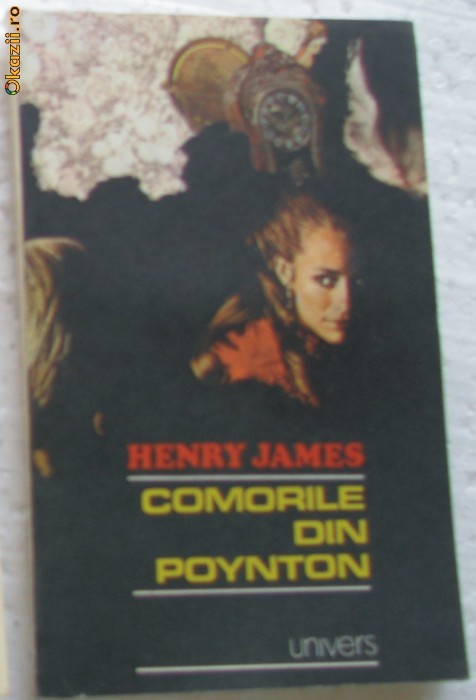 Okazii.ro
HENRY JAMES
COMORILE
DIN
POYNTON
univers